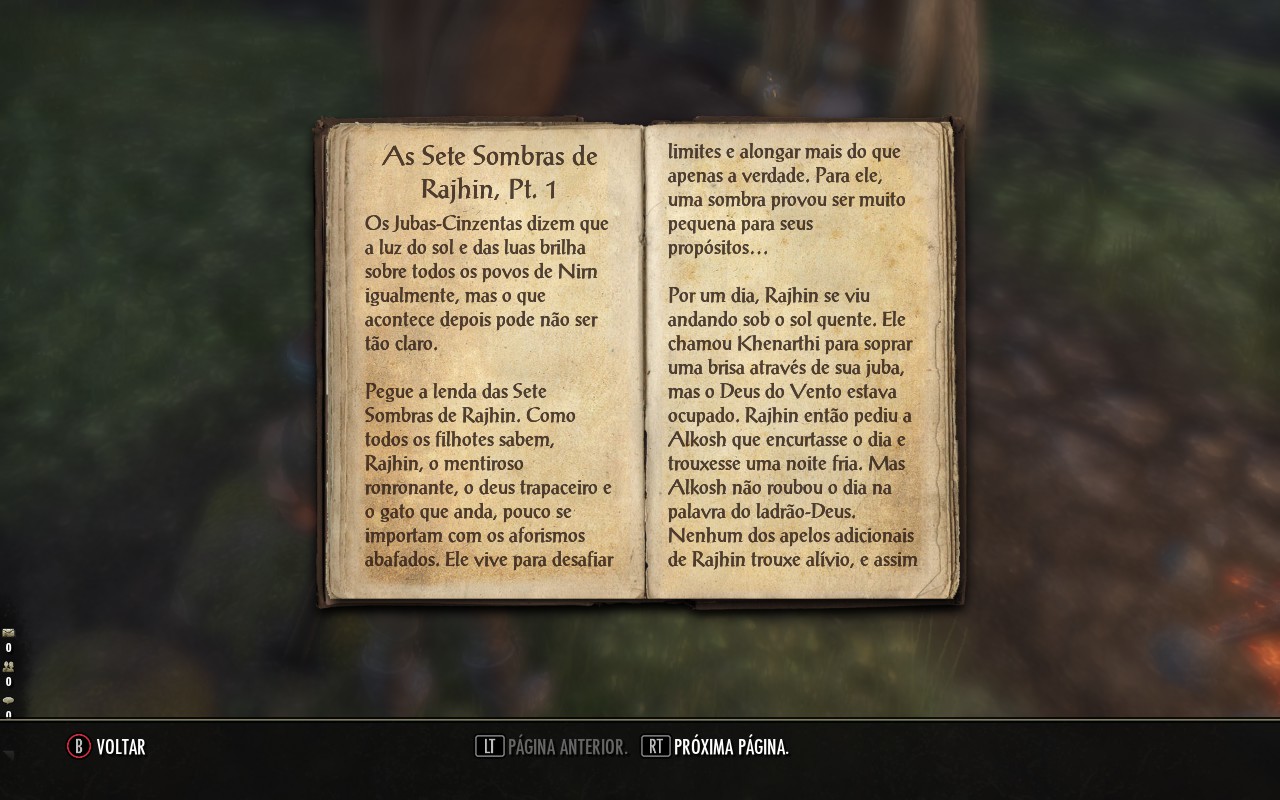 As Sete Sombras de
Rajhin, Pt. 1
Os Jubas-Cinzentas dizem que
a luz do sol e das luas brilha
sobre todos os povos de Nirn
igualmente, mas o que
acontece depois pode não ser
tão claro.
Pegue a lenda das Sete
Sombras de Rajhin. Como
todos os filhotes sabem,
Rajhin, o mentiroso
ronronante, o deus trapaceiro e
o gato que anda, pouco se
importam com os aforismos
abafados. Ele vive para desafiar
limites e alongar mais do que
apenas a verdade. Para ele,
uma sombra provou ser muito
pequena para seus
propósitos...
Por um dia, Rajhin se viu
andando sob o sol quente. Ele
chamou Khenarthi para soprar
uma brisa através de sua juba,
mas o Deus do Vento estava
ocupado. Rajhin então pediu a
Alkosh que encurtasse o dia e
trouxesse uma noite fria. Mas
Alkosh não roubou o dia na
palavra do ladrão-Deus.
Nenhum dos apelos adicionais
de Rajhin trouxe alívio, e assim
0
0
0
B VOLTAR
LT PÁGINA ANTERIOR. RT PRÓXIMA PÁGINA.